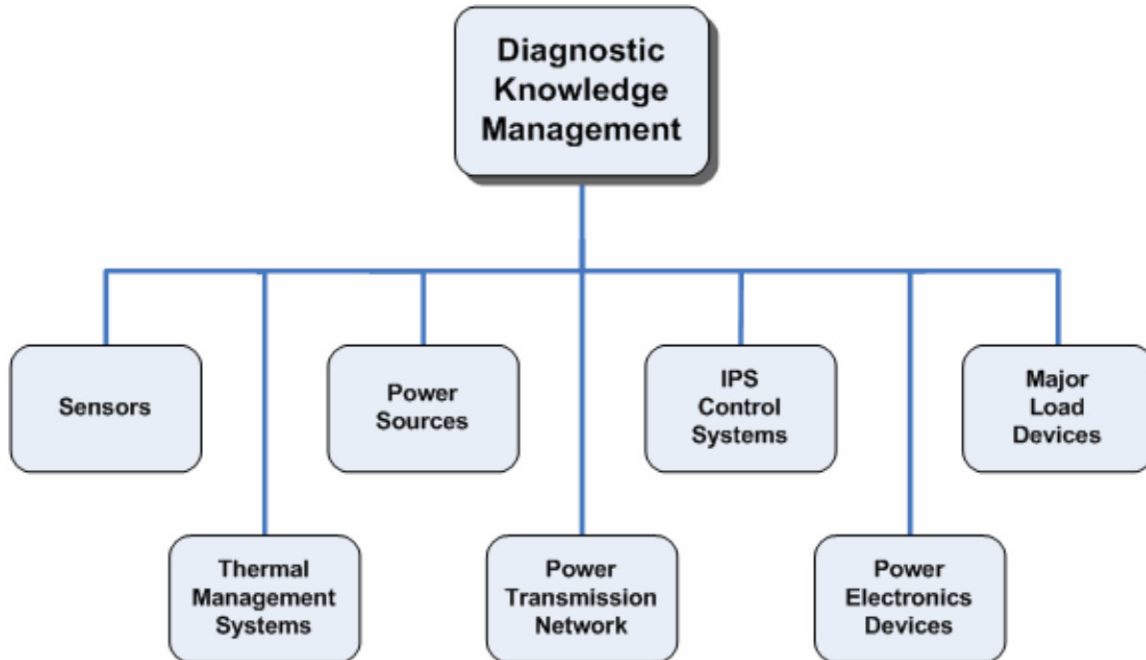 Diagnostic
Knowledge
Management
Sensors
Power
Sources
IPS
Control
Systems
Major
Load
Devices
Thermal
Management
Systems
Power
Transmission
Network
Power
Electronics
Devices